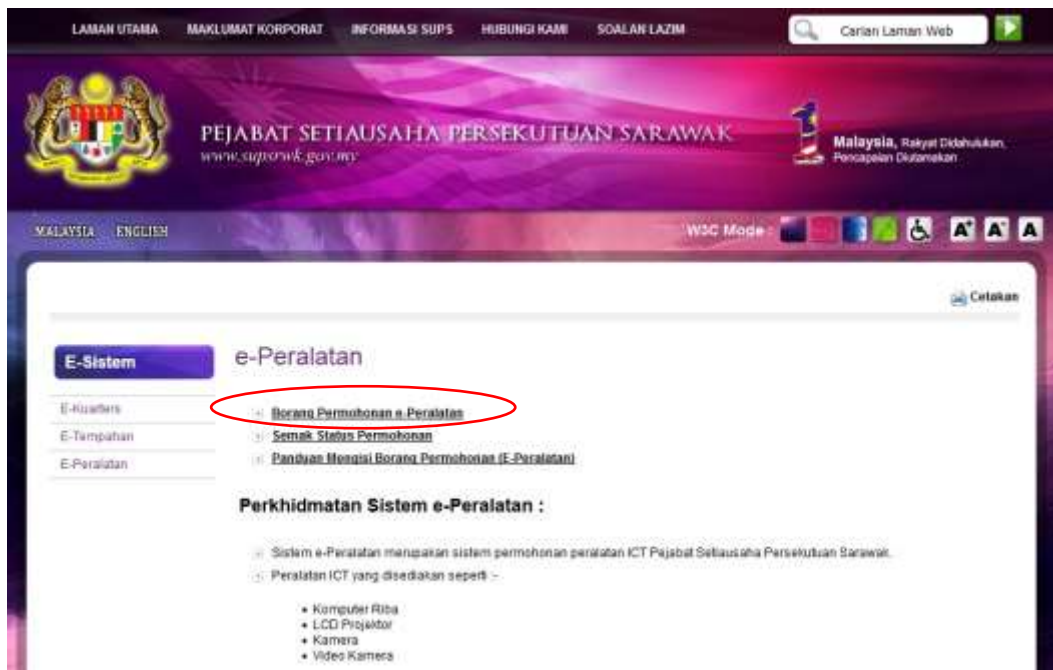 LAMAN UTAMA MAKLUMAT KORPORAT INFORMASI SUPS HUBUNGI KAMI SOALAN LAZIM Carian Laman Web
PEJABAT SETIAUSAHA PERSEKUTUAN SARAWAK
www.supsrwk.gov.my
1 Malaysia, Rakyat Didahulukan,
Pencapaian Diutamakan
MALAYSIA ENGLISH W3C Mode : A+ A- A
Cetakan
E-Sistem
E-Kuarters
E-Tempahan
E-Peralatan
e-Peralatan
Borang Permohonan e-Peralatan
Semak Status Permohonan
Panduan Mengisi Borang Permohonan (E-Peralatan)
Perkhidmatan Sistem e-Peralatan :
Sistem e-Peralatan merupakan sistem permohonan peralatan ICT Pejabat Setiausaha Persekutuan Sarawak.
Peralatan ICT yang disediakan seperti :-
• Komputer Riba
• LCD Projektor
• Kamera
• Video Kamera